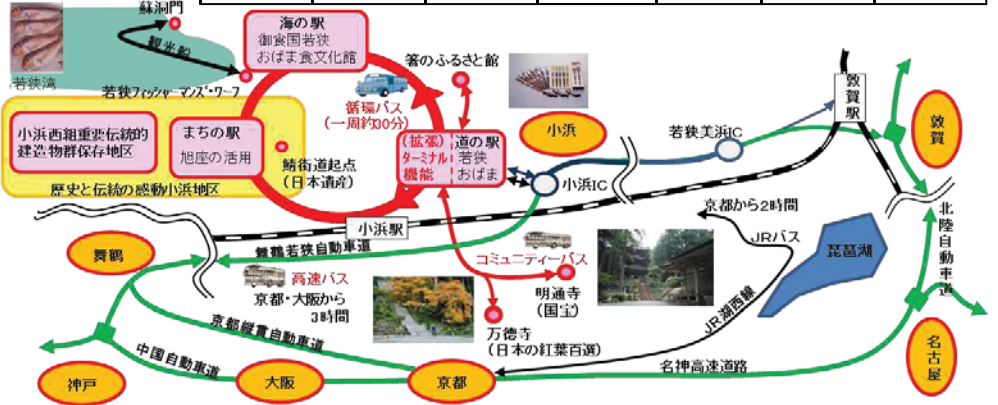 蘇洞門
観光船
若狭湾
若狭フィッシャーマンズ・ワーフ
海の駅
御食国若狭
おばま食文化館
箸のふるさと館
循環バス
(一周約30分)
小浜西組重要伝統的
建造物群保存地区
まちの駅
旭座の活用
鯖街道起点
(日本遺産)
歴史と伝統の感動小浜地区
(拡張)
ターミナル
機能
道の駅
若狭
おばま
小浜
小浜IC
若狭美浜IC
敦賀駅
敦賀
小浜駅
舞鶴若狭自動車道
京都から2時間
JRバス
琵琶湖
北陸自動車道
舞鶴
高速バス
京都・大阪から
3時間
コミュニティーバス
明通寺
(国宝)
万徳寺
(日本の紅葉百選)
JR湖西線
京都縦貫自動車道
中国自動車道
名神高速道路
神戸
大阪
京都
名古屋